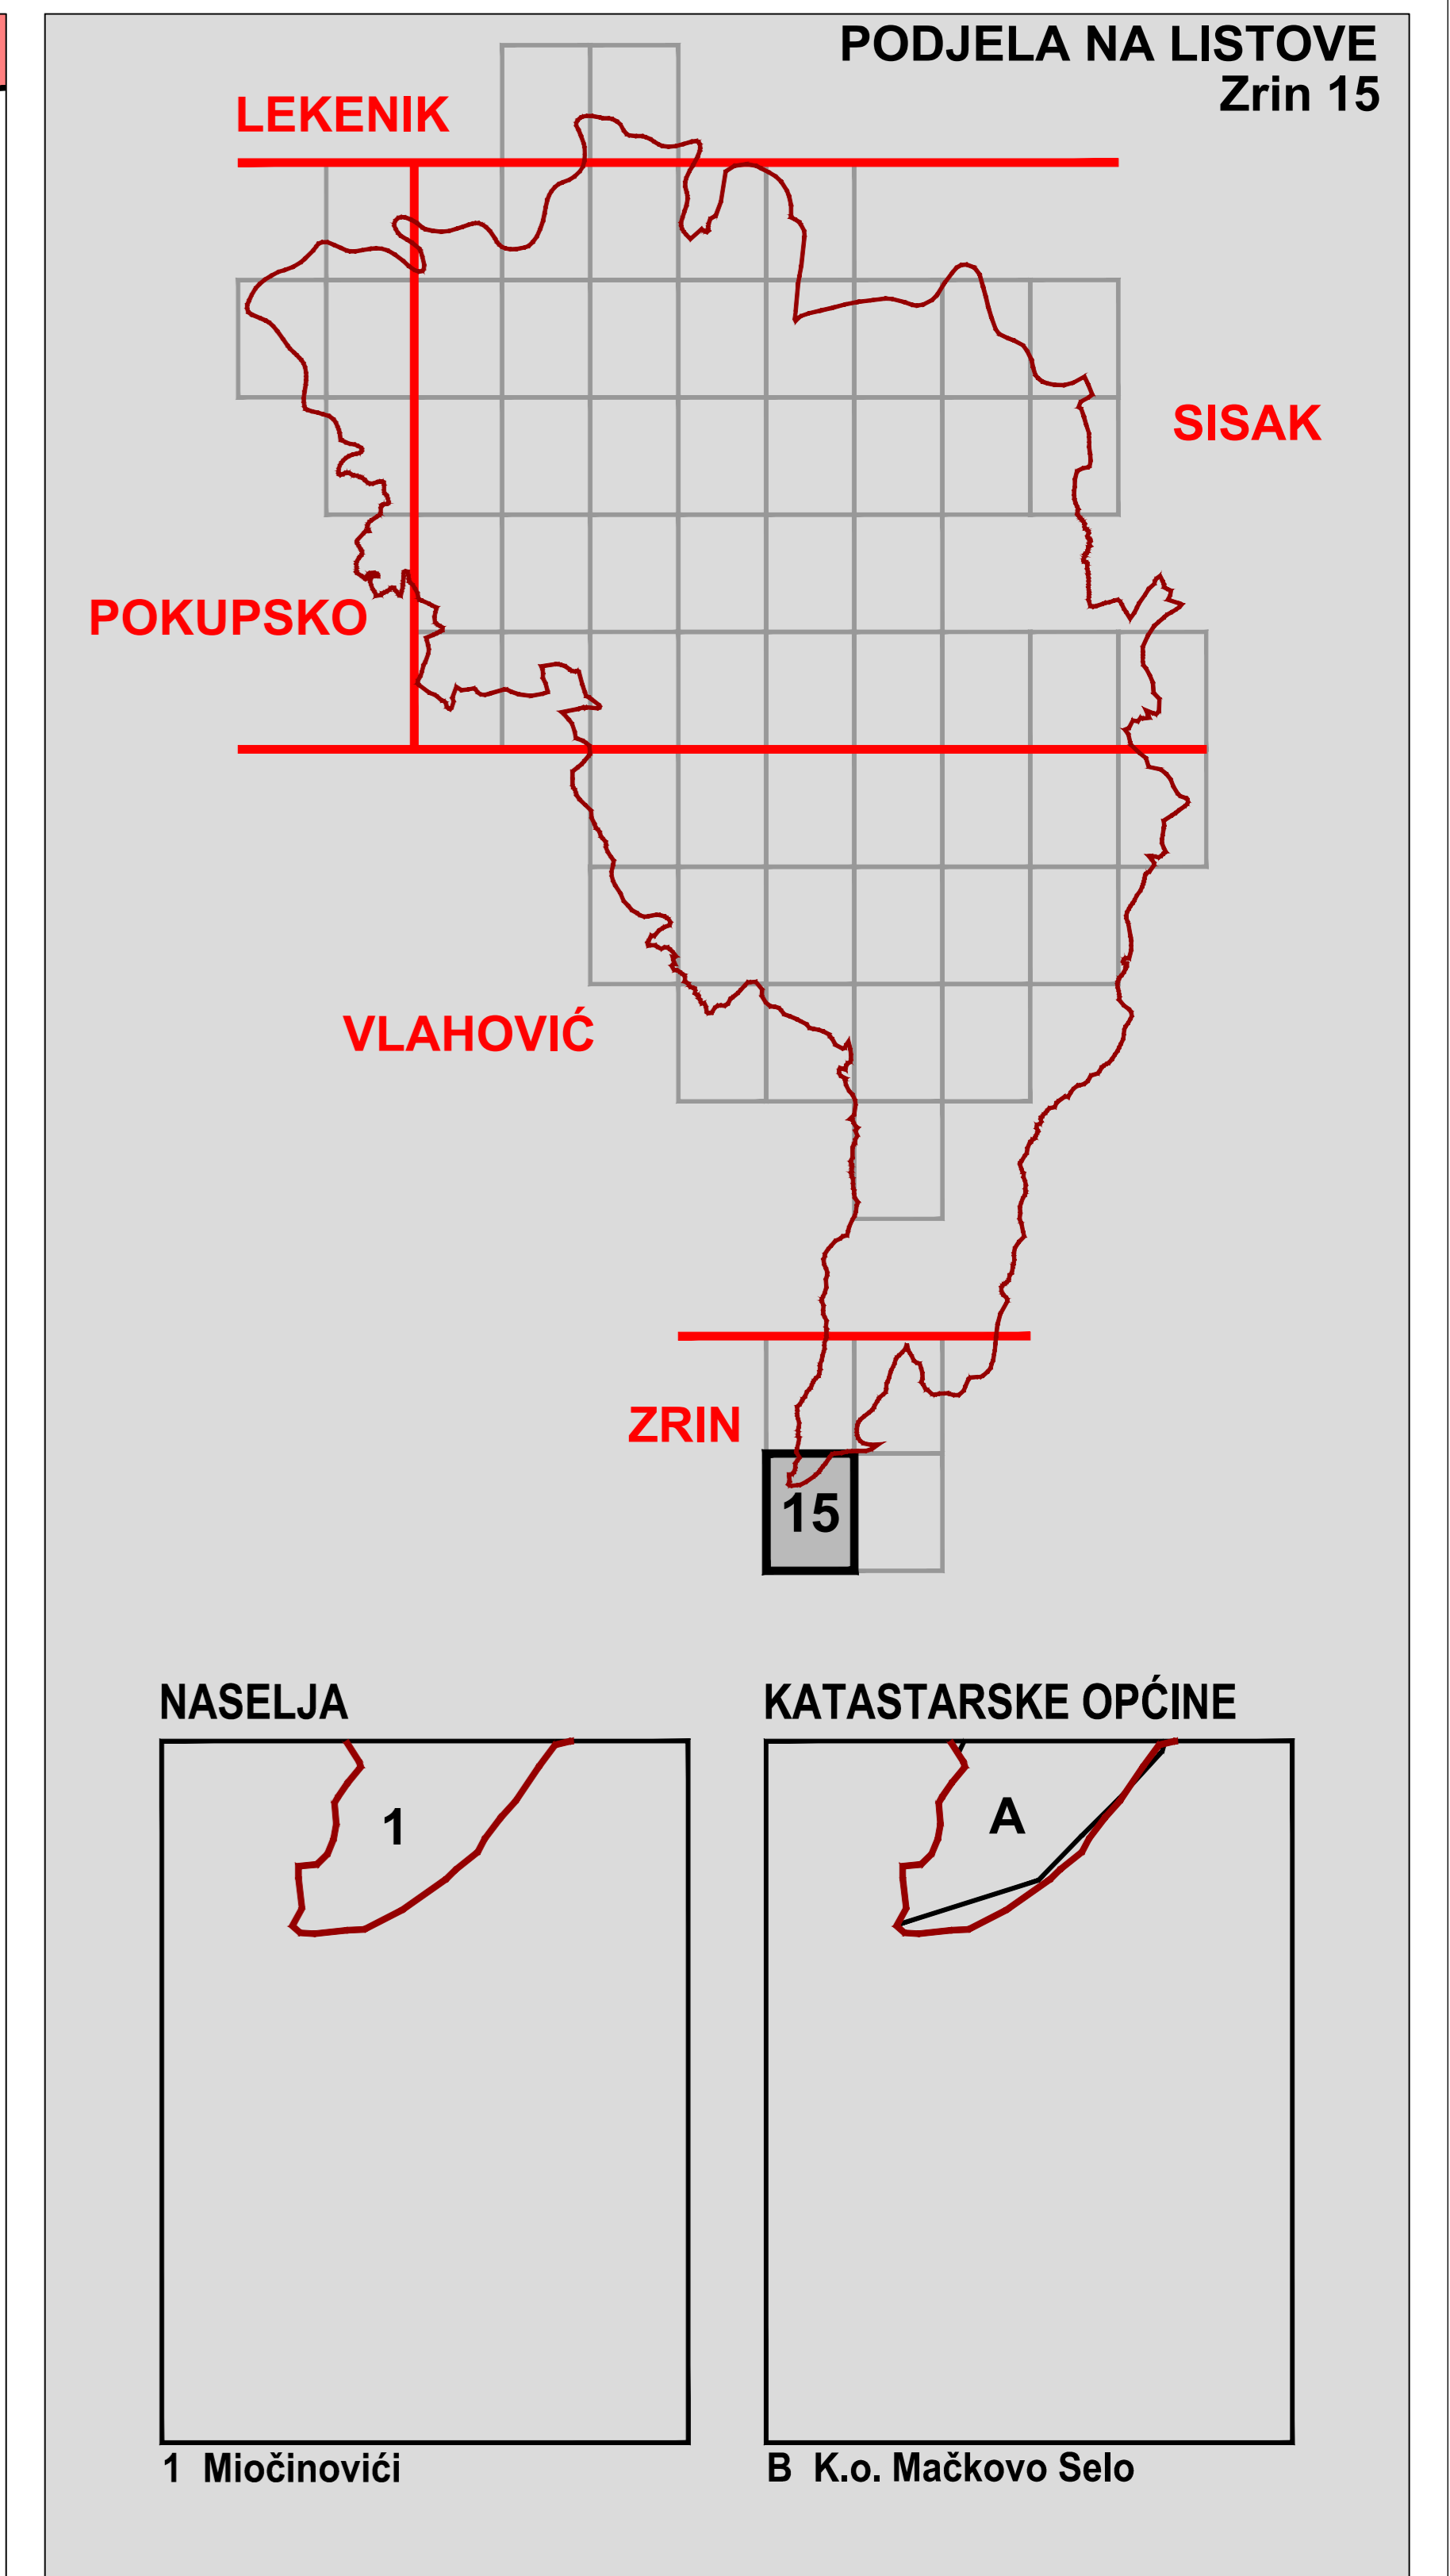 PODJELA NA LISTOVE
Zrin 15
LEKENIK
SISAK
POKUPSKO
VLAHOVIĆ
ZRIN
15
NASELJA
1
1 Miočinovići
KATASTARSKE OPĆINE
A
B K.o. Mačkovo Selo